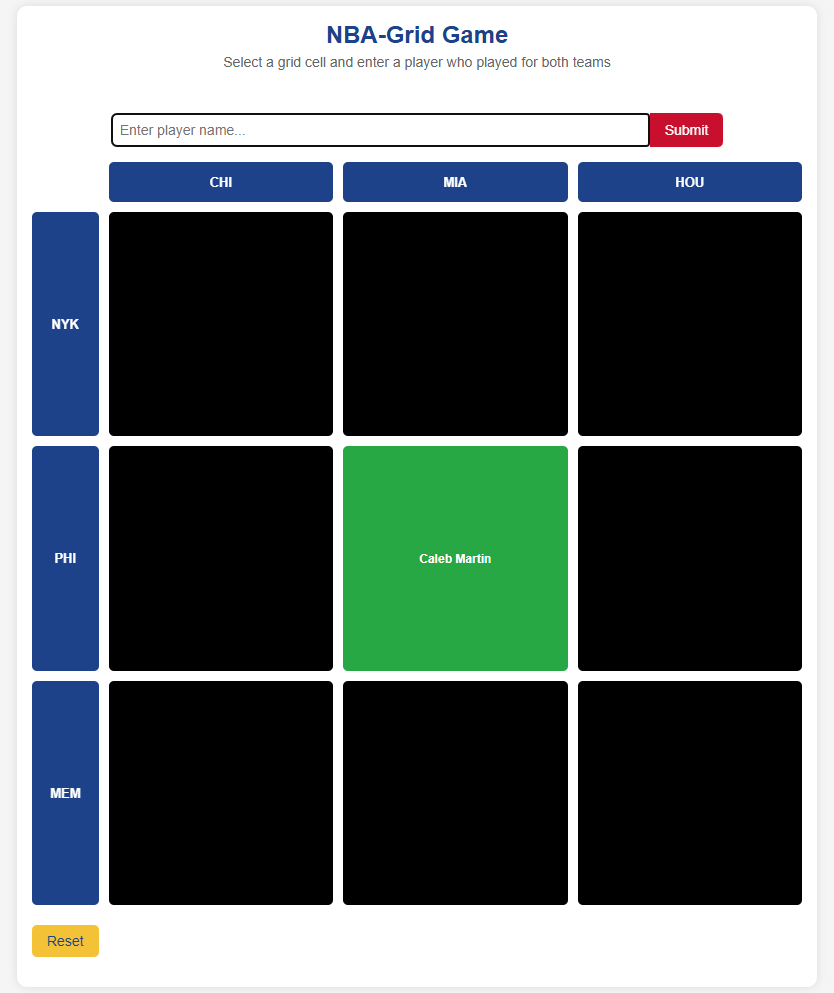 NBA-Grid Game
Select a grid cell and enter a player who played for both teams
Enter player name...
Submit
CHI
MIA
HOU
NYK
PHI
Caleb Martin
MEM
Reset